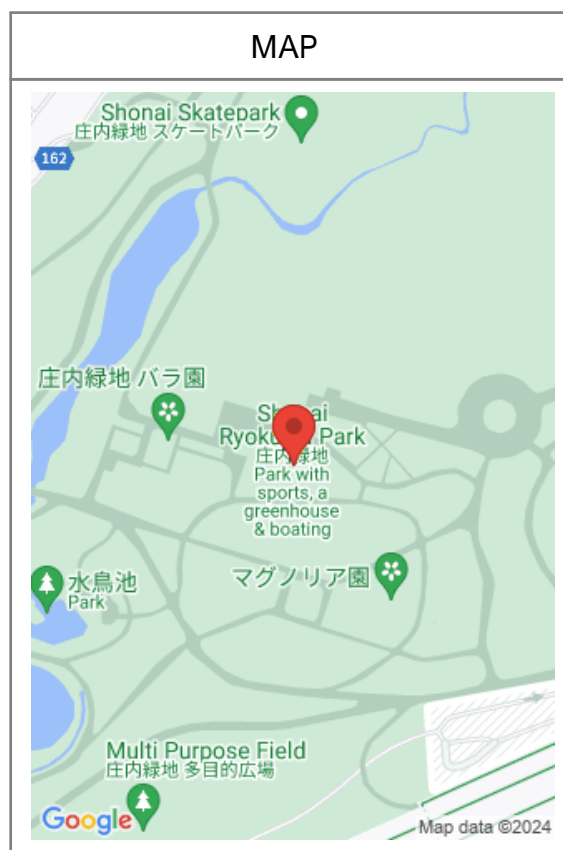 MAP
Shonai Skatepark
庄内緑地 スケートパーク
162
庄内緑地 バラ園
Park
庄内緑地
Park with
sports, a
greenhouse
& boating
マグノリア園
水鳥池
Park
Multi Purpose Field
庄内緑地 多目的広場
Google
Map data ©2024